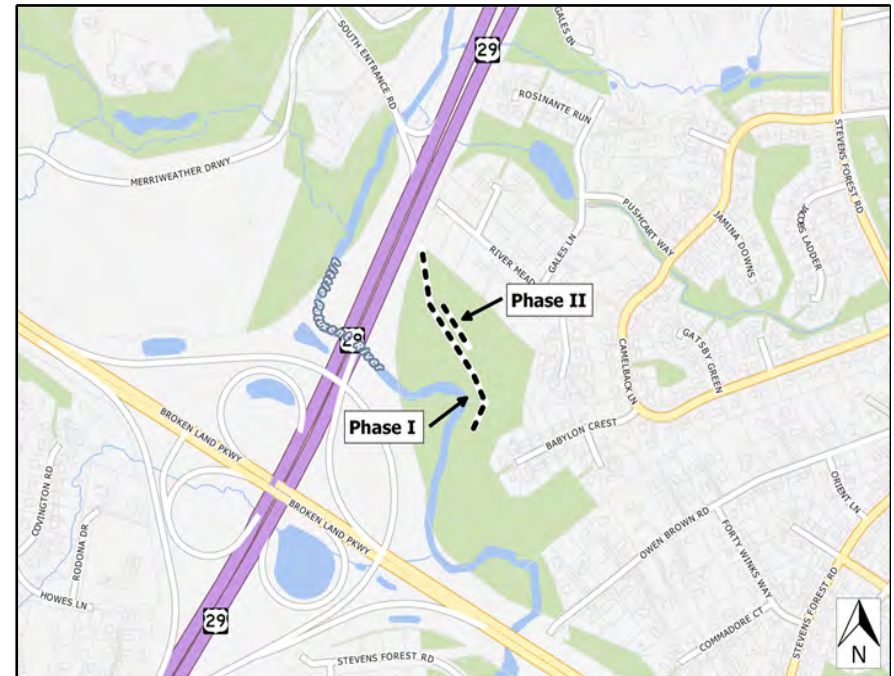 29
GALES LN
SOUTH ENTRANCE RD
ROSINANTE RUN
STEVENS FOREST RD
MERRIWEATHER DRWY
PUSHCART WAY
JAMINA DOWNS
JACOBS LADDER
RIVER MEAD
GALES LN
Little Patuxent River
Phase II
29
GATSBY GREEN
CAMELBACK LN
Phase I
BABYLON CREST
BROKEN LAND PKWY
COVINGTON RD
RODONA DR
BROKEN LAND PKWY
OWEN BROWN RD
ORIENT LN
FORTY WINKS WAY
HOWES LN
29
COMMADORE CT
STEVENS FOREST RD
STEVENS FOREST RD
N